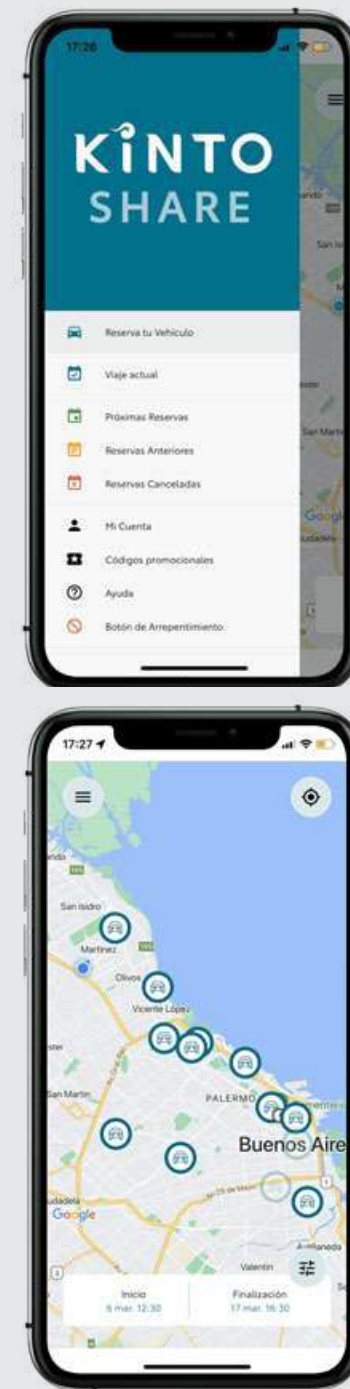 17:26
KINTO
SHARE
Reserva tu Vehículo
Viaje actual
Próximas Reservas
Reservas Anteriores
Reservas Canceladas
Mi Cuenta
Códigos promocionales
Ayuda
Botón de Arrepentimiento
17:27
San Isidro
Martínez
Olivos
Vicente López
San Martín
PALERMO
Buenos Aire
Google
Valentín
Inicio
Finalización
6 mar. 12:30
17 mar. 16:30